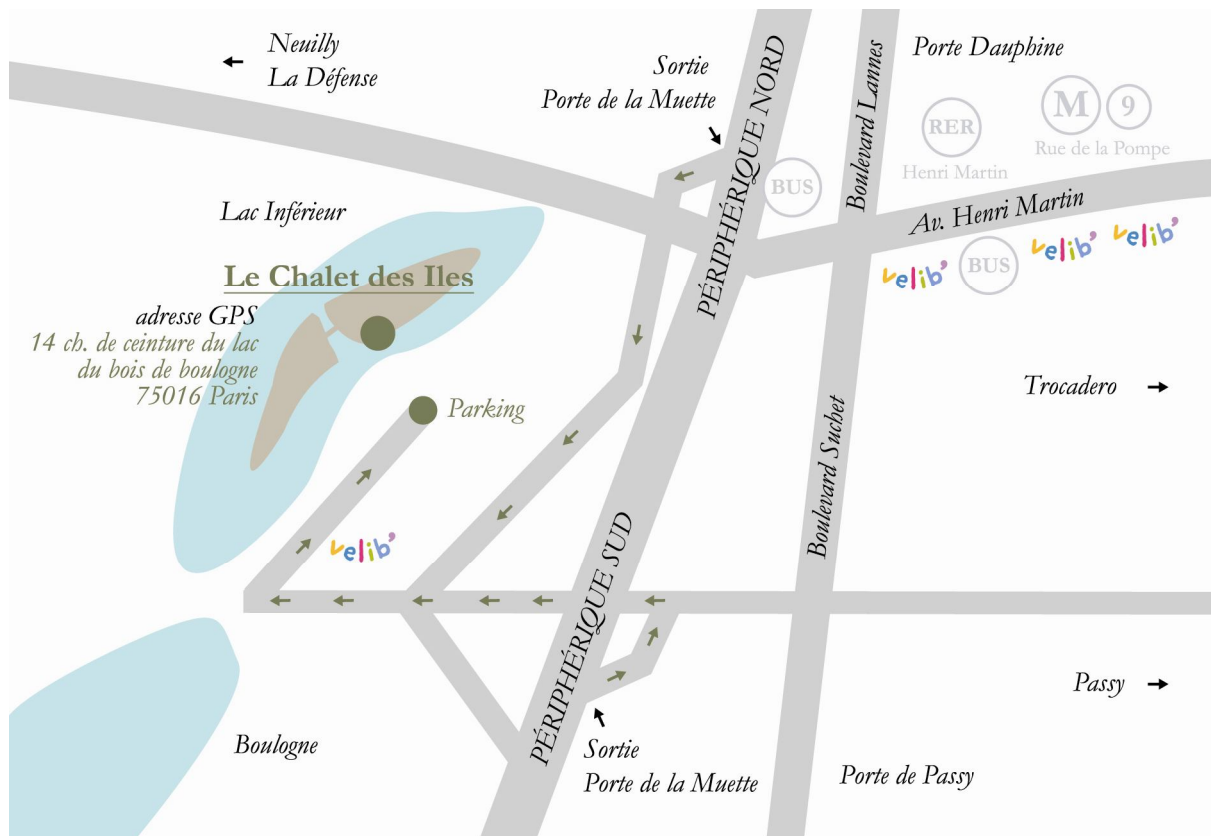 Neuilly
La Défense
Sortie
Porte de la Muette
PÉRIPHÉRIQUE NORD
Boulevard Lannes
Porte Dauphine
M 9
Rue de la Pompe
RER
Henri Martin
BUS
Av. Henri Martin
velib'
BUS
velib'
velib'
Lac Inférieur
Le Chalet des Iles
adresse GPS
14 ch. de ceinture du lac
du bois de boulogne
75016 Paris
Parking
Trocadero
Boulevard Suchet
velib'
PÉRIPHÉRIQUE SUD
Passy
Boulogne
Sortie
Porte de la Muette
Porte de Passy